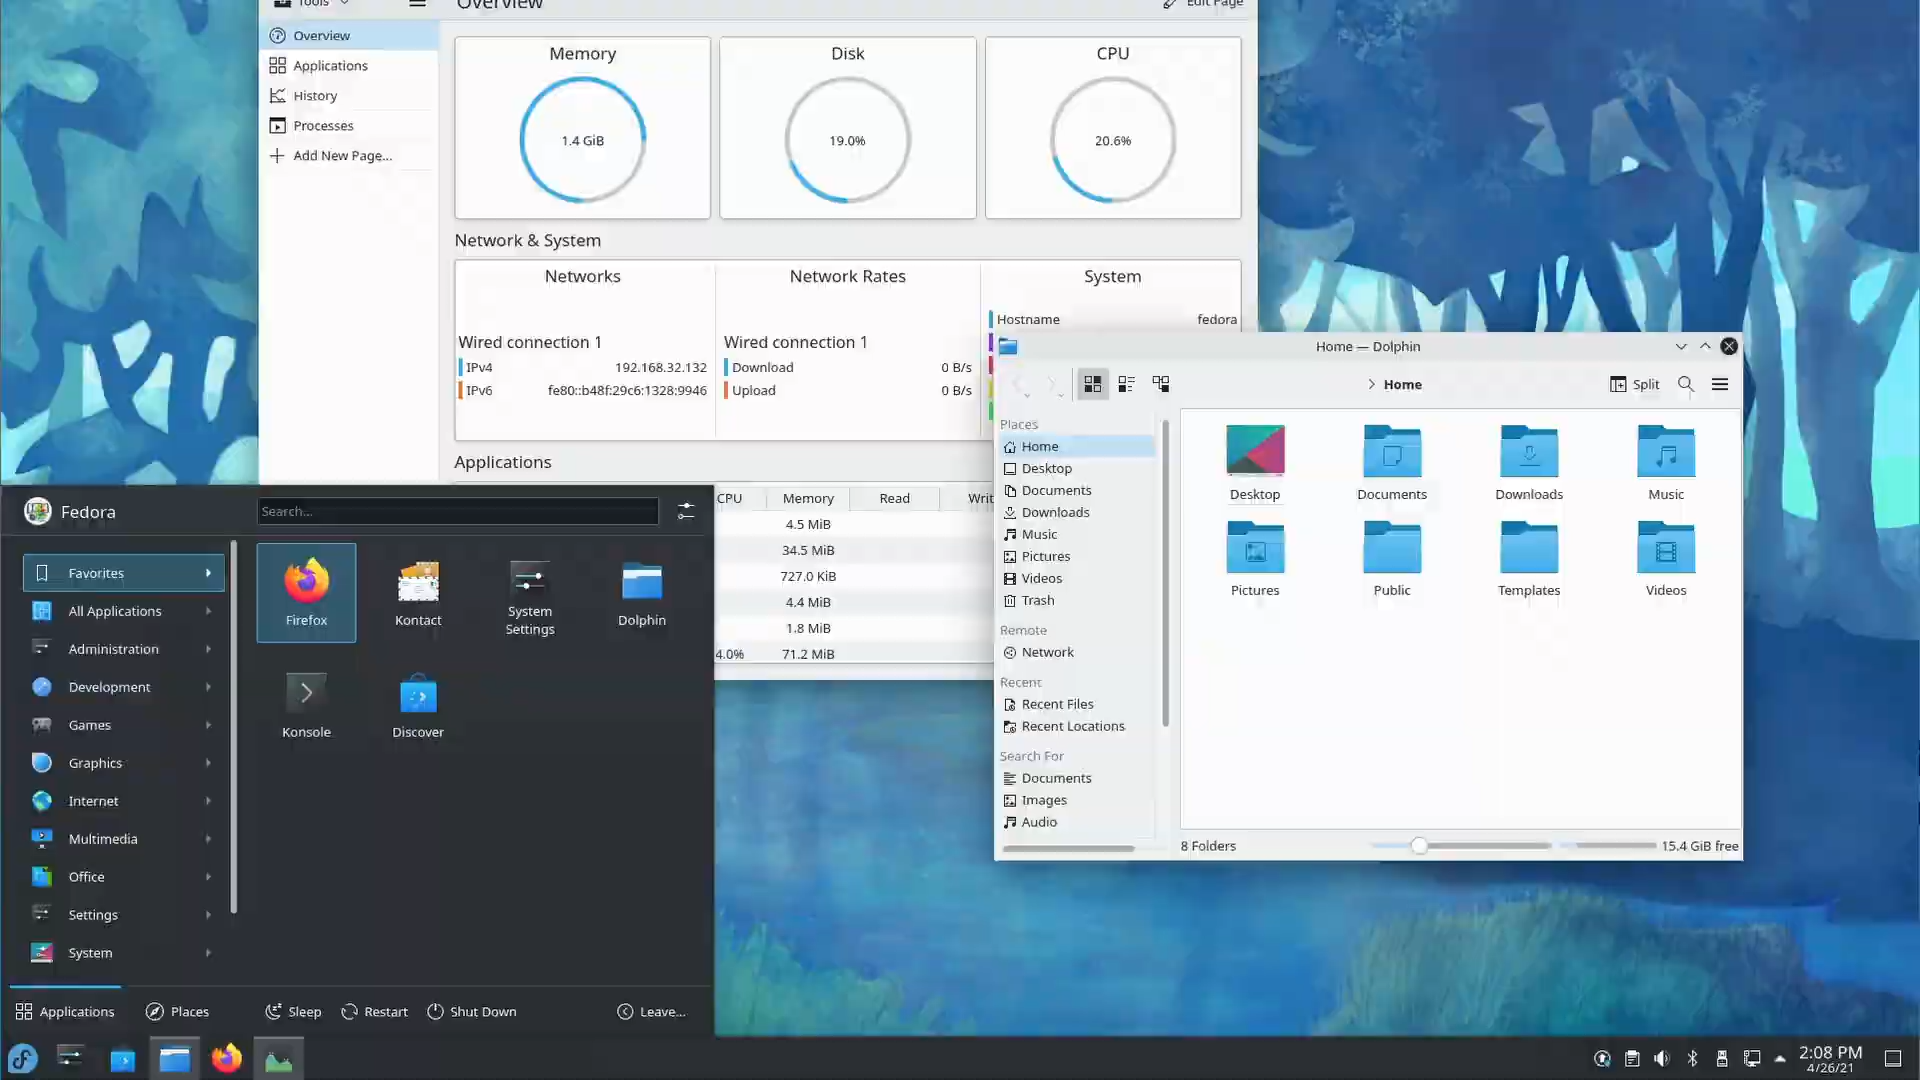 Tools
Overview
Edit Page
Overview
Applications
History
Processes
Add New Page...
Memory
1.4 GiB
Disk
19.0%
CPU
20.6%
Network & System
Networks
Wired connection 1
IPv4 192.168.32.132
IPv6 fe80::b48f:29c6:1328:9946
Network Rates
Wired connection 1
Download 0 B/s
Upload 0 B/s
System
Hostname fedora
Applications
CPU Memory Read Writ
4.5 MiB
34.5 MiB
727.0 KiB
4.4 MiB
1.8 MiB
4.0% 71.2 MiB
Home — Dolphin
Home
Split
Places
Home
Desktop
Documents
Downloads
Music
Pictures
Videos
Trash
Remote
Network
Recent
Recent Files
Recent Locations
Search For
Documents
Images
Audio
Desktop Documents Downloads Music
Pictures Public Templates Videos
8 Folders
15.4 GiB free
Fedora
Search...
Favorites
All Applications
Administration
Development
Games
Graphics
Internet
Multimedia
Office
Settings
System
Firefox
Kontact
System
Settings
Dolphin
Konsole
Discover
Applications
Places
Sleep
Restart
Shut Down
Leave...
2:08 PM
4/26/21